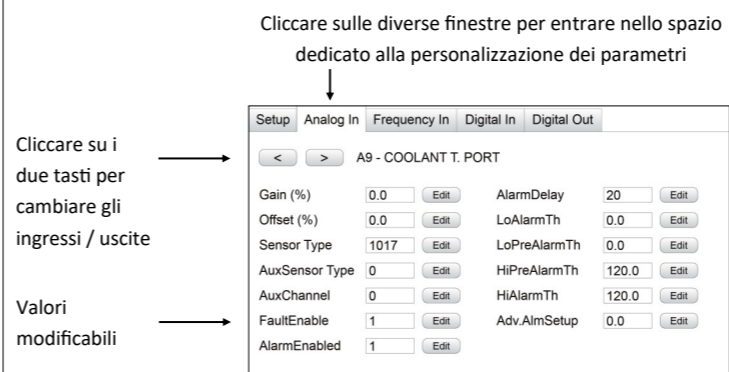 Cliccare sulle diverse finestre per entrare nello spazio
dedicato alla personalizzazione dei parametri
Setup Analog In Frequency In Digital In Digital Out
Cliccare su i
due tasti per
cambiare gli
ingressi / uscite
< > A9 - COOLANT T. PORT
Gain (%) 0.0 Edit AlarmDelay 20 Edit
Offset (%) 0.0 Edit LoAlarmTh 0.0 Edit
Sensor Type 1017 Edit LoPreAlarmTh 0.0 Edit
AuxSensor Type 0 Edit HiPreAlarmTh 120.0 Edit
AuxChannel 0 Edit HiAlarmTh 120.0 Edit
FaultEnable 1 Edit Adv.AlmSetup 0.0 Edit
AlarmEnabled 1 Edit
Valori
modificabili